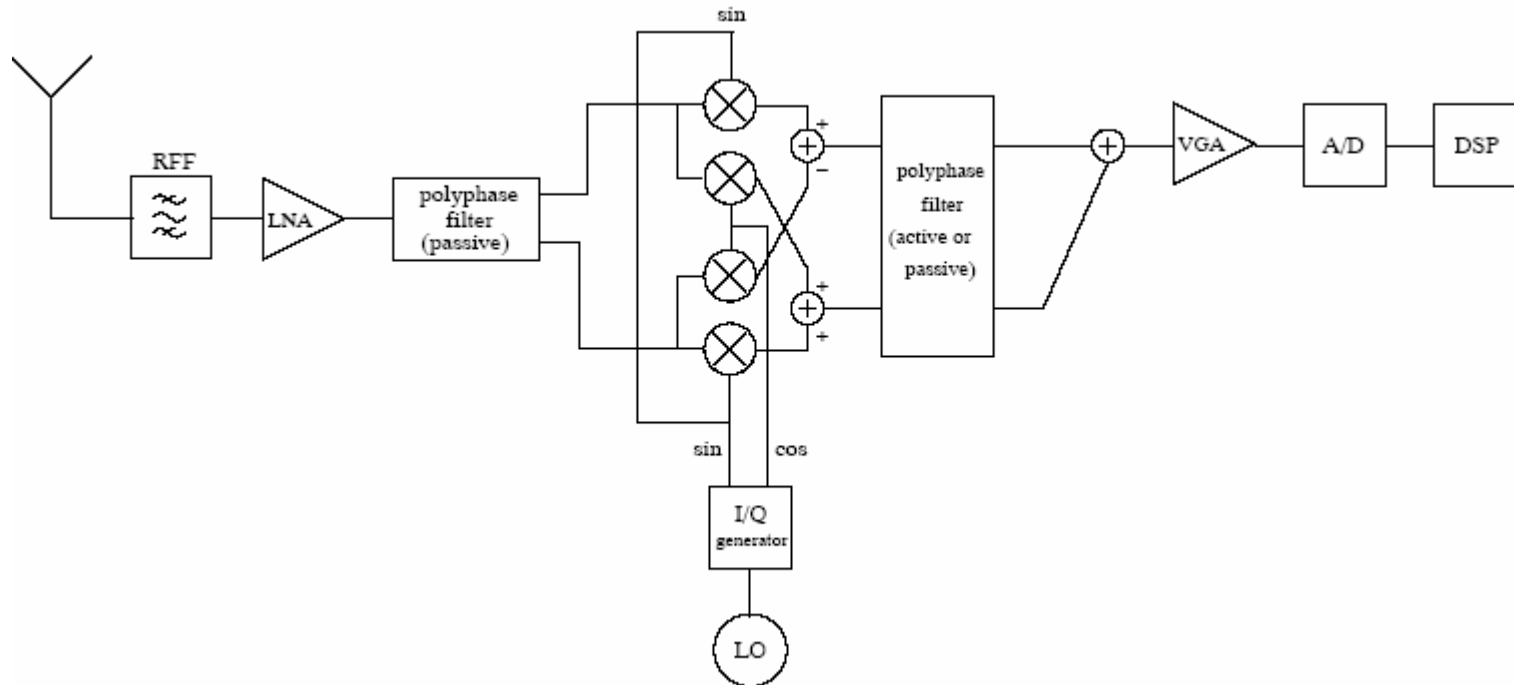 sin
RFF
LNA
polyphase
filter
(passive)
+
−
+
+
polyphase
filter
(active or
passive)
VGA
A/D
DSP
sin
cos
I/Q
generator
LO